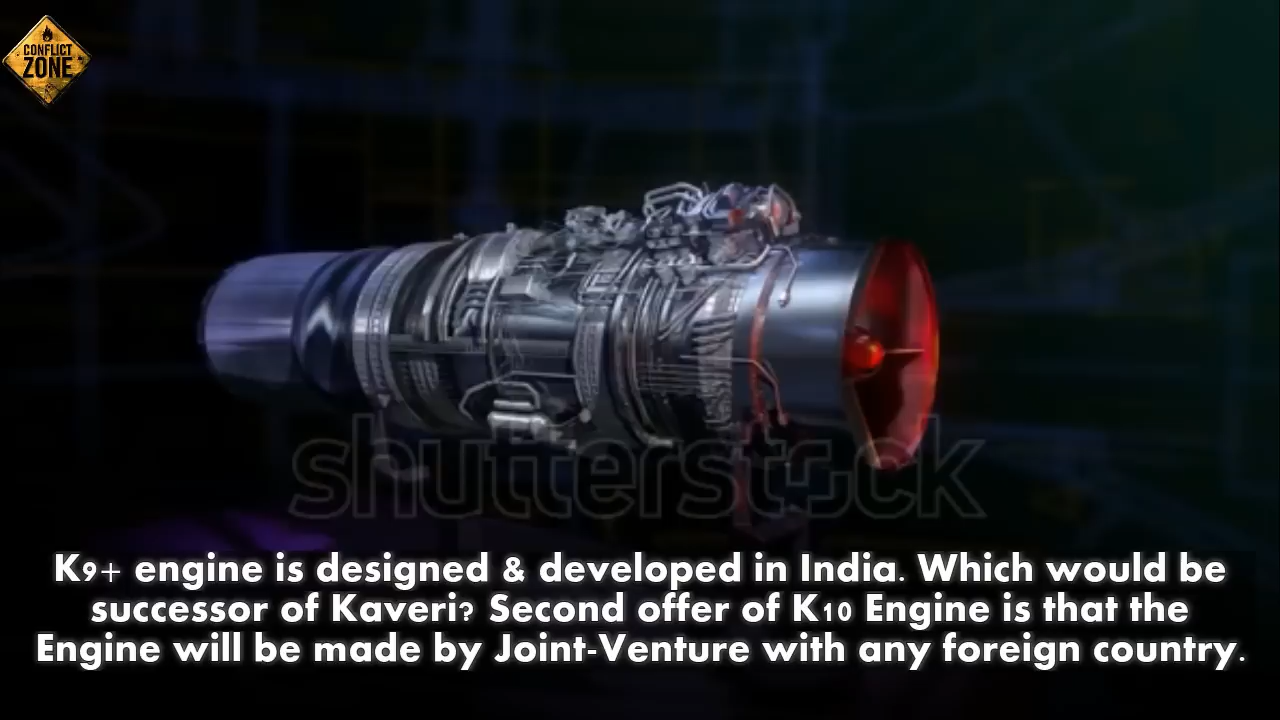 CONFLICT
ZONE
shutterstock
K9+ engine is designed & developed in India. Which would be
successor of Kaveri? Second offer of K10 Engine is that the
Engine will be made by Joint-Venture with any foreign country.